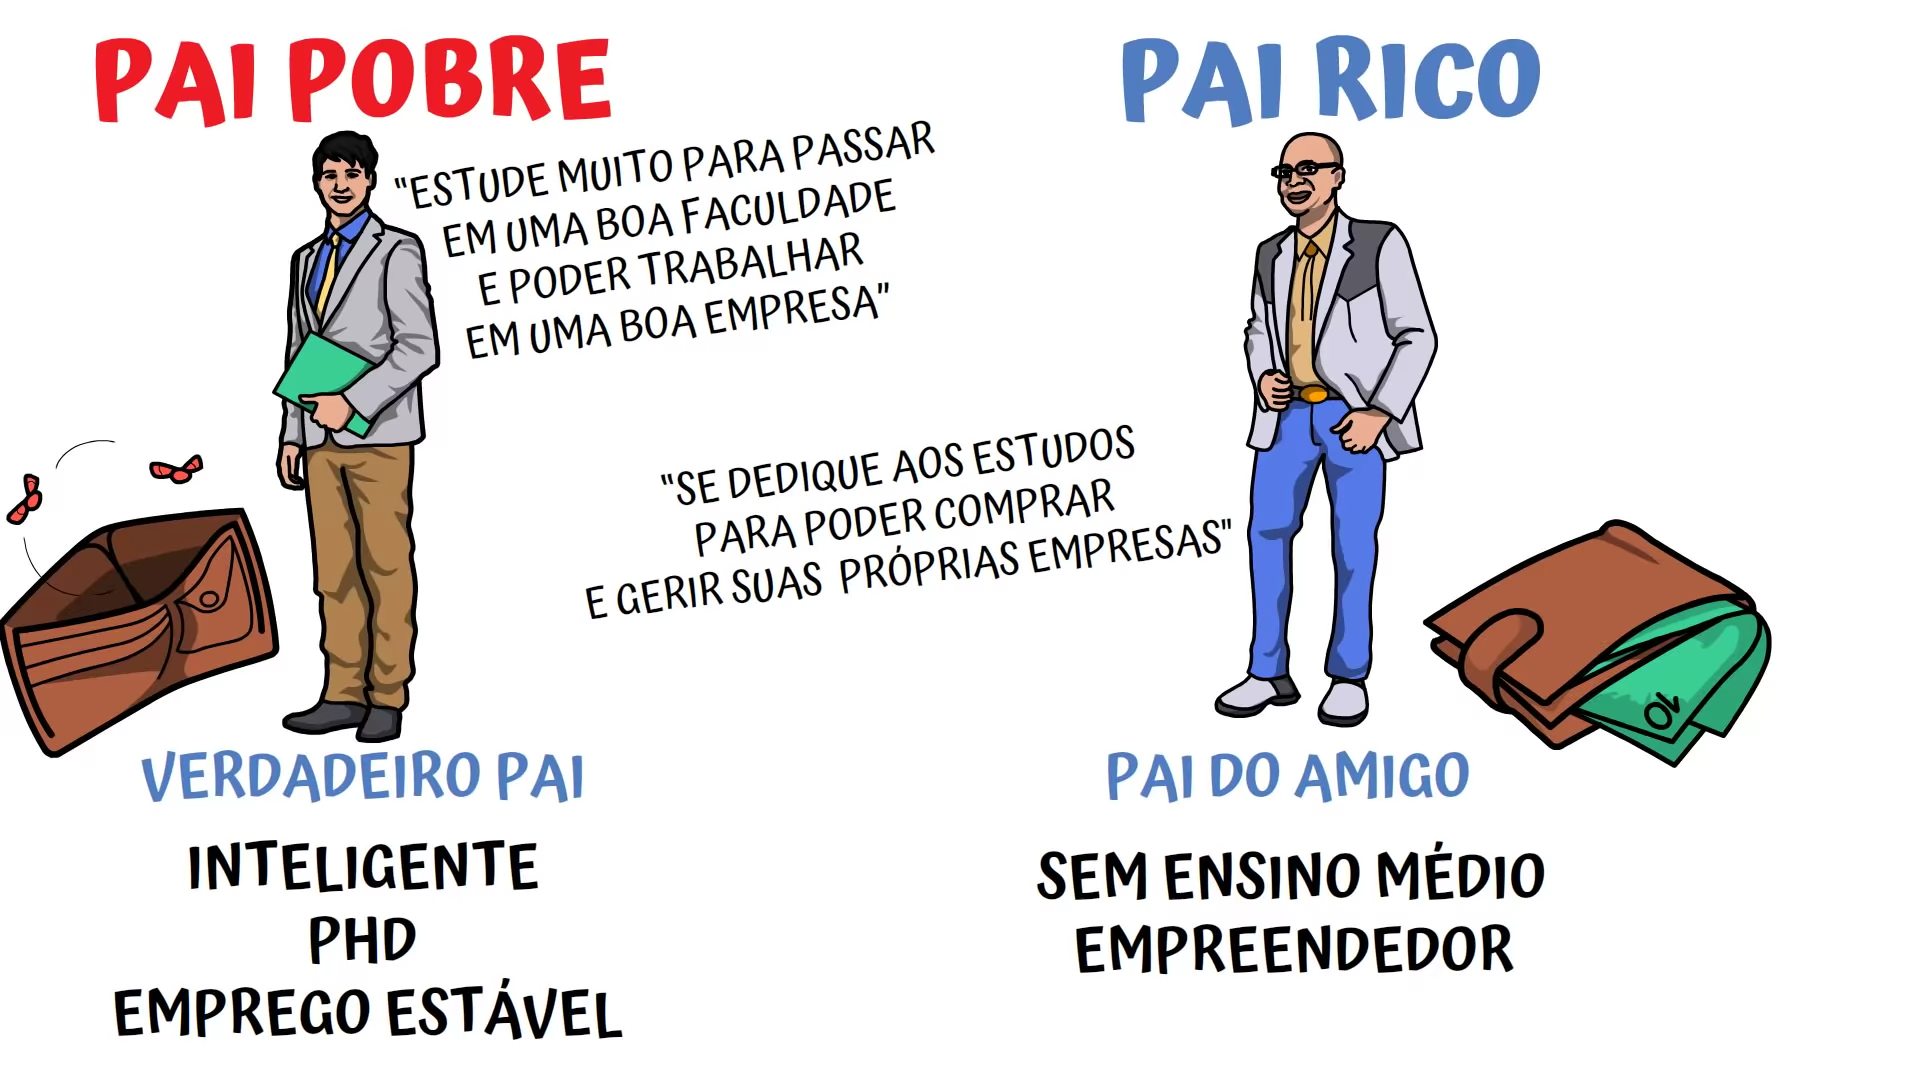 PAI POBRE
"ESTUDE MUITO PARA PASSAR
EM UMA BOA FACULDADE
E PODER TRABALHAR
EM UMA BOA EMPRESA"
VERDADEIRO PAI
INTELIGENTE
PHD
EMPREGO ESTÁVEL
PAI RICO
"SE DEDIQUE AOS ESTUDOS
PARA PODER COMPRAR
E GERIR SUAS PRÓPRIAS EMPRESAS"
10
PAI DO AMIGO
SEM ENSINO MÉDIO
EMPREENDEDOR